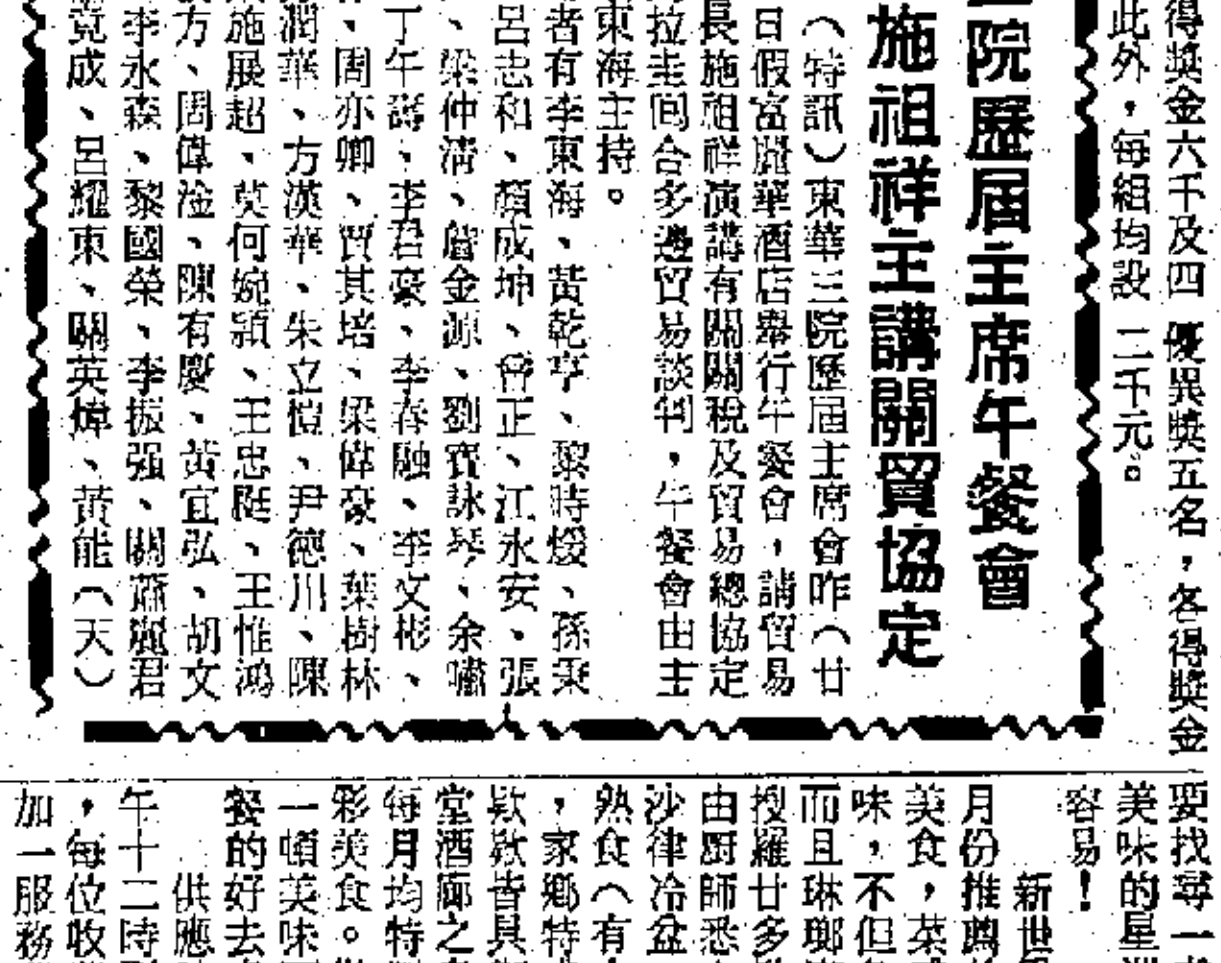 得獎金六千及四　優異獎五名，各得獎金
此外，每組均設　二千元。
院歷屆主席午餐會
施祖祥主講關貿協定
（特訊）東華三院歷屆主席會昨（廿
日假富麗華酒店舉行午餐會，請貿易
長施祖祥演講有關關稅及貿易總協定
拉圭回合多邊貿易談判，午餐會由主
東海主持。
者有李東海、黃乾亨、黎時煖、孫秉
呂志和、顏成坤、曾正、江永安、張
、梁仲清、詹金源、劉寶詠琴、余嘯
丁午壽、李君豪、李春融、李文彬、
、周亦卿、賈其培、梁偉豪、葉樹林
潤華、方漢華、朱立愷、尹德川、陳
施展超、莫何婉穎、王忠挺、王惟鴻
方、周偉淦、陳有慶、黃宜弘、胡文
李永森、黎國榮、李振强、關蕭麗君
竟成、呂耀東、關英煒、黃能（天）
要找尋一
美味的星
容易！
新世
月份推薦
美食，菜
味，不但
而且琳瑯
搜羅廿多
由厨師悉
沙律冷盆
熟食（有
，家鄉特
款款皆具
堂酒廊之
每月均特
彩美食。
一頓美味
餐的好去
供應
午十二時
，每位收
加一服務